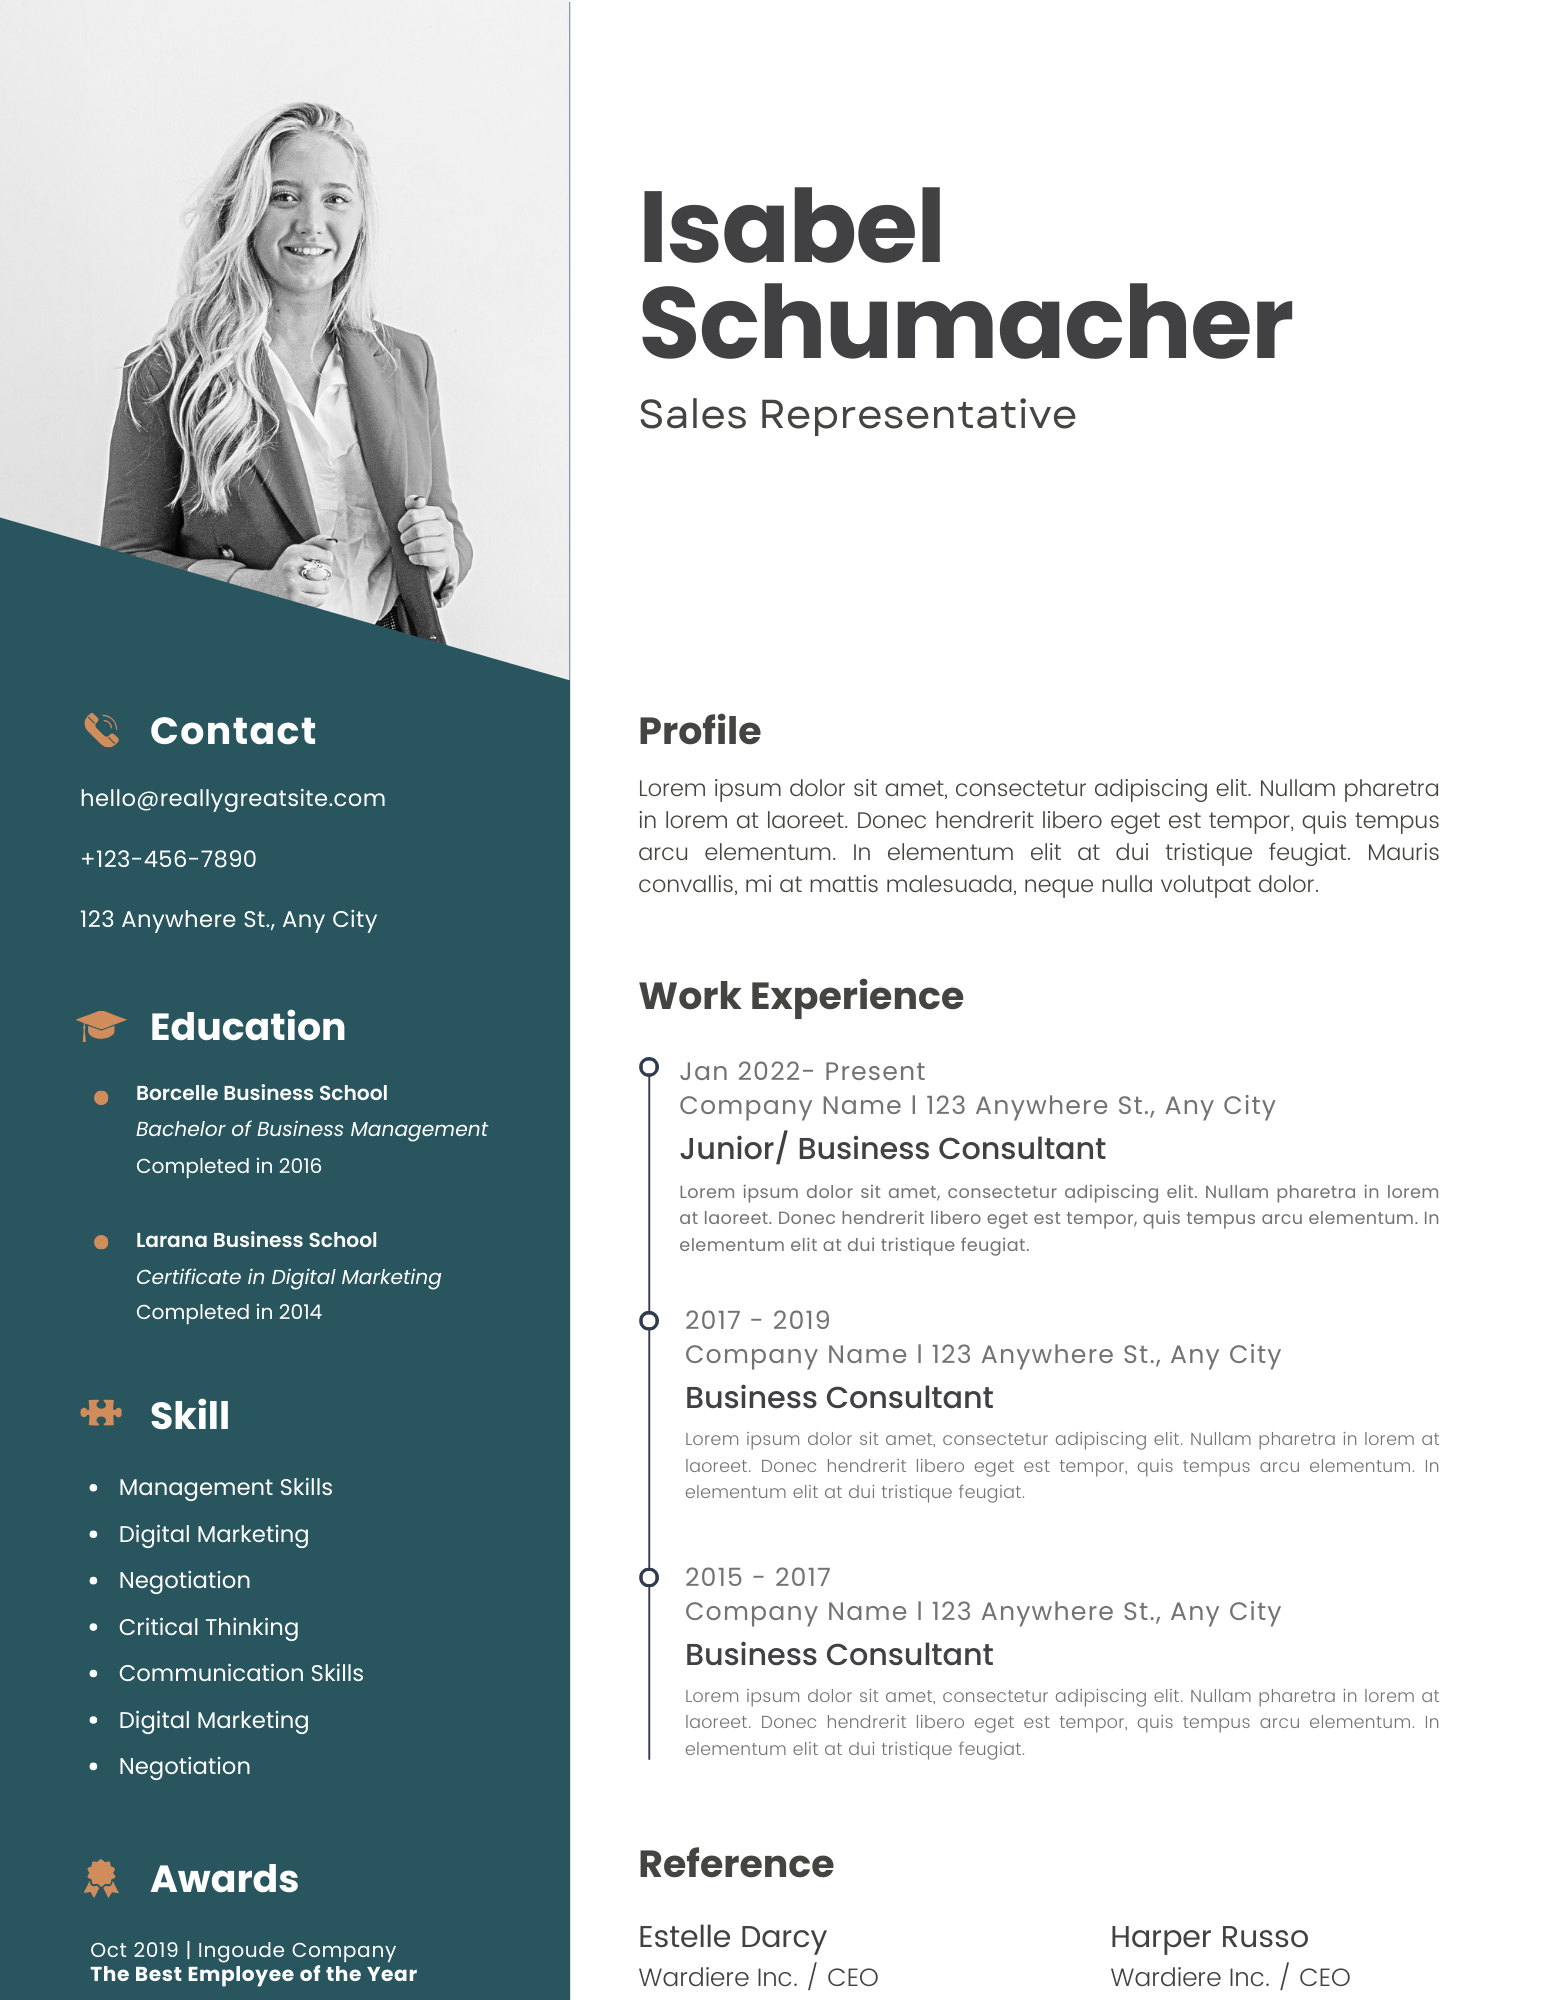 Isabel
Schumacher
Sales Representative
Contact
hello@reallygreatsite.com
+123-456-7890
123 Anywhere St., Any City
Education
Borcelle Business School
Bachelor of Business Management
Completed in 2016
Larana Business School
Certificate in Digital Marketing
Completed in 2014
Skill
• Management Skills
• Digital Marketing
• Negotiation
• Critical Thinking
• Communication Skills
• Digital Marketing
• Negotiation
Awards
Oct 2019 | Ingoude Company
The Best Employee of the Year
Profile
Lorem ipsum dolor sit amet, consectetur adipiscing elit. Nullam pharetra
in lorem at laoreet. Donec hendrerit libero eget est tempor, quis tempus
arcu elementum. In elementum elit at dui tristique feugiat. Mauris
convallis, mi at mattis malesuada, neque nulla volutpat dolor.
Work Experience
Jan 2022- Present
Company Name l 123 Anywhere St., Any City
Junior/ Business Consultant
Lorem ipsum dolor sit amet, consectetur adipiscing elit. Nullam pharetra in lorem
at laoreet. Donec hendrerit libero eget est tempor, quis tempus arcu elementum. In
elementum elit at dui tristique feugiat.
2017 - 2019
Company Name l 123 Anywhere St., Any City
Business Consultant
Lorem ipsum dolor sit amet, consectetur adipiscing elit. Nullam pharetra in lorem at
laoreet. Donec hendrerit libero eget est tempor, quis tempus arcu elementum. In
elementum elit at dui tristique feugiat.
2015 - 2017
Company Name l 123 Anywhere St., Any City
Business Consultant
Lorem ipsum dolor sit amet, consectetur adipiscing elit. Nullam pharetra in lorem at
laoreet. Donec hendrerit libero eget est tempor, quis tempus arcu elementum. In
elementum elit at dui tristique feugiat.
Reference
Estelle Darcy
Wardiere Inc. / CEO
Harper Russo
Wardiere Inc. / CEO